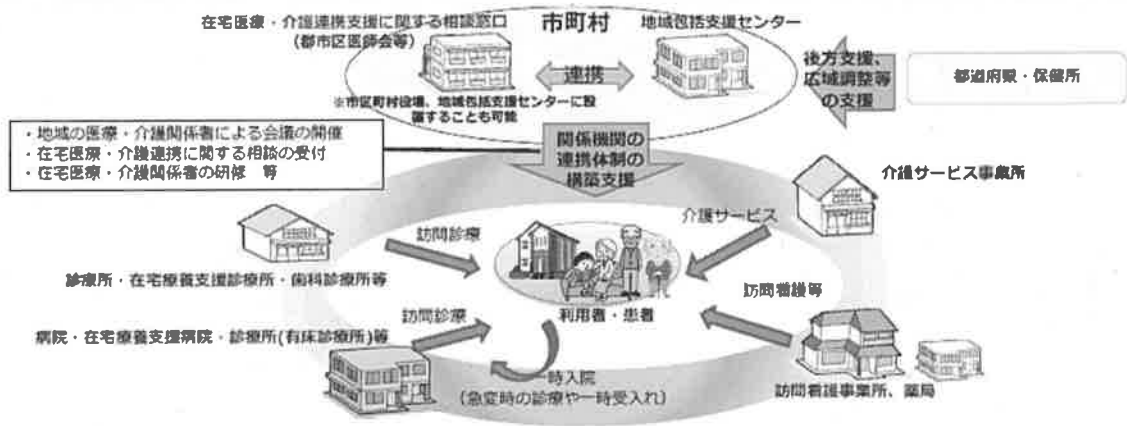 在宅医療・介護連携支援に関する相談窓口
(郡市区医師会等)
市町村
地域包括支援センター
連携
※市区町村役場、地域包括支援センターに設
置することも可能
後方支援、
広域調整等
の支援
都道府県・保健所
・地域の医療・介護関係者による会議の開催
・在宅医療・介護連携に関する相談の受付
・在宅医療・介護関係者の研修 等
関係機関の
連携体制の
構築支援
介護サービス事業所
介護サービス
訪問診療
診療所・在宅療養支援診療所・歯科診療所等
利用者・患者
訪問看護等
訪問診療
病院・在宅療養支援病院・診療所(有床診療所)等
一時入院
(急変時の診療や一時受入れ)
訪問看護事業所、薬局